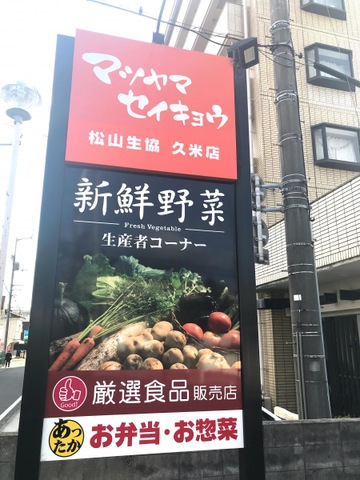 マツヤマ
セイキョウ
松山生協 久米店
新鮮野菜
Fresh Vegetable
生産者コーナー
Good!
厳選食品 販売店
あっ
たか
お弁当・お惣菜